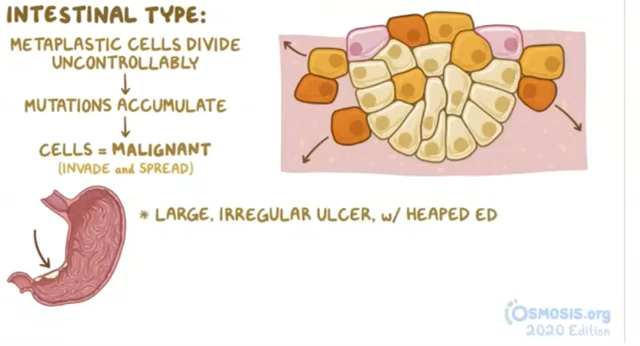 INTESTINAL TYPE:
METAPLASTIC CELLS DIVIDE
UNCONTROLLABLY
↓
MUTATIONS ACCUMULATE
↓
CELLS = MALIGNANT
(INVADE and SPREAD)
* LARGE, IRREGULAR ULCER, w/ HEAPED ED
OSMOSIS.org
2020 Edition